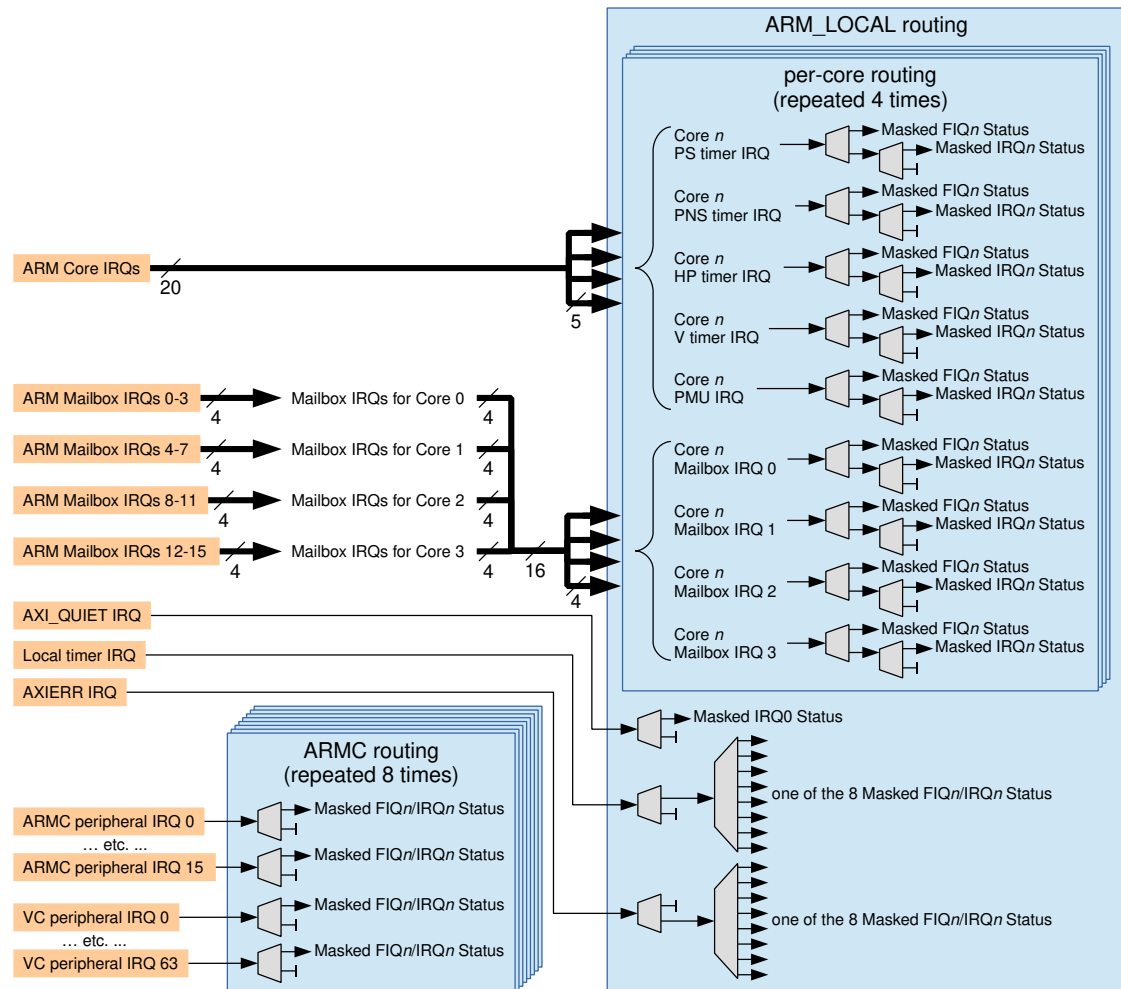 ARM_LOCAL routing
per-core routing
(repeated 4 times)
Core n
PS timer IRQ
Masked FIQn Status
Masked IRQn Status
Core n
PNS timer IRQ
Masked FIQn Status
Masked IRQn Status
Core n
HP timer IRQ
Masked FIQn Status
Masked IRQn Status
Core n
V timer IRQ
Masked FIQn Status
Masked IRQn Status
Core n
PMU IRQ
Masked FIQn Status
Masked IRQn Status
ARM Core IRQs
20
5
ARM Mailbox IRQs 0-3
4
Mailbox IRQs for Core 0
4
ARM Mailbox IRQs 4-7
4
Mailbox IRQs for Core 1
4
ARM Mailbox IRQs 8-11
4
Mailbox IRQs for Core 2
4
ARM Mailbox IRQs 12-15
4
Mailbox IRQs for Core 3
4
16
4
Core n
Mailbox IRQ 0
Masked FIQn Status
Masked IRQn Status
Core n
Mailbox IRQ 1
Masked FIQn Status
Masked IRQn Status
Core n
Mailbox IRQ 2
Masked FIQn Status
Masked IRQn Status
Core n
Mailbox IRQ 3
Masked FIQn Status
Masked IRQn Status
AXI_QUIET IRQ
Local timer IRQ
AXIERR IRQ
Masked IRQ0 Status
one of the 8 Masked FIQn/IRQn Status
one of the 8 Masked FIQn/IRQn Status
ARMC routing
(repeated 8 times)
ARMC peripheral IRQ 0
Masked FIQn/IRQn Status
... etc. ...
ARMC peripheral IRQ 15
Masked FIQn/IRQn Status
VC peripheral IRQ 0
Masked FIQn/IRQn Status
... etc. ...
VC peripheral IRQ 63
Masked FIQn/IRQn Status